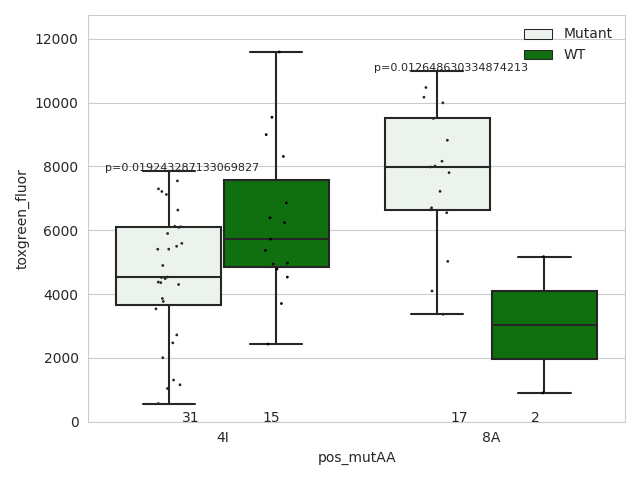 12000
10000
8000
6000
4000
2000
0
toxgreen_fluor
Mutant
WT
p=0.012648630334874213
p=0.019243287133069827
31 15 17 2
4I 8A
pos_mutAA